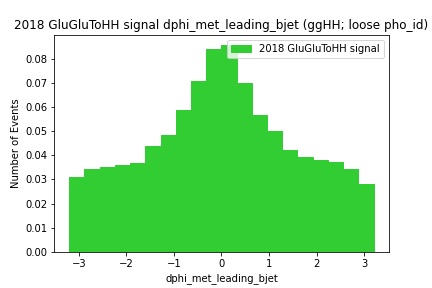 2018 GluGluToHH signal dphi_met_leading_bjet (ggHH; loose pho_id)
2018 GluGluToHH signal
Number of Events
0.08
0.07
0.06
0.05
0.04
0.03
0.02
0.01
0.00
−3 −2 −1 0 1 2 3
dphi_met_leading_bjet